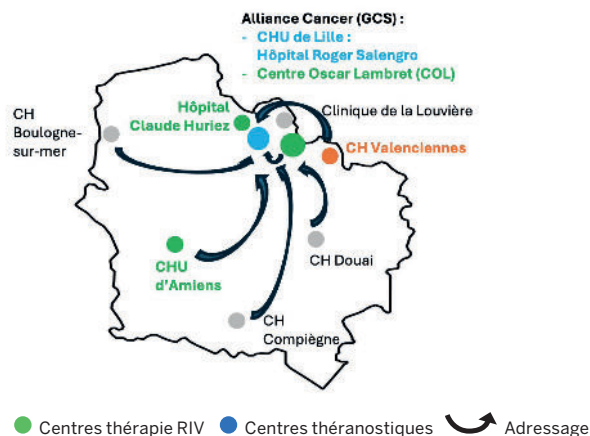 Alliance Cancer (GCS) :
- CHU de Lille :
Hôpital Roger Salengro
- Centre Oscar Lambret (COL)
CH
Boulogne-
sur-mer
Hôpital
Claude Huriez
Clinique de la Louvière
CH Valenciennes
CHU
d'Amiens
CH Douai
CH
Compiègne
Centres thérapie RIV Centres théranostiques Adressage